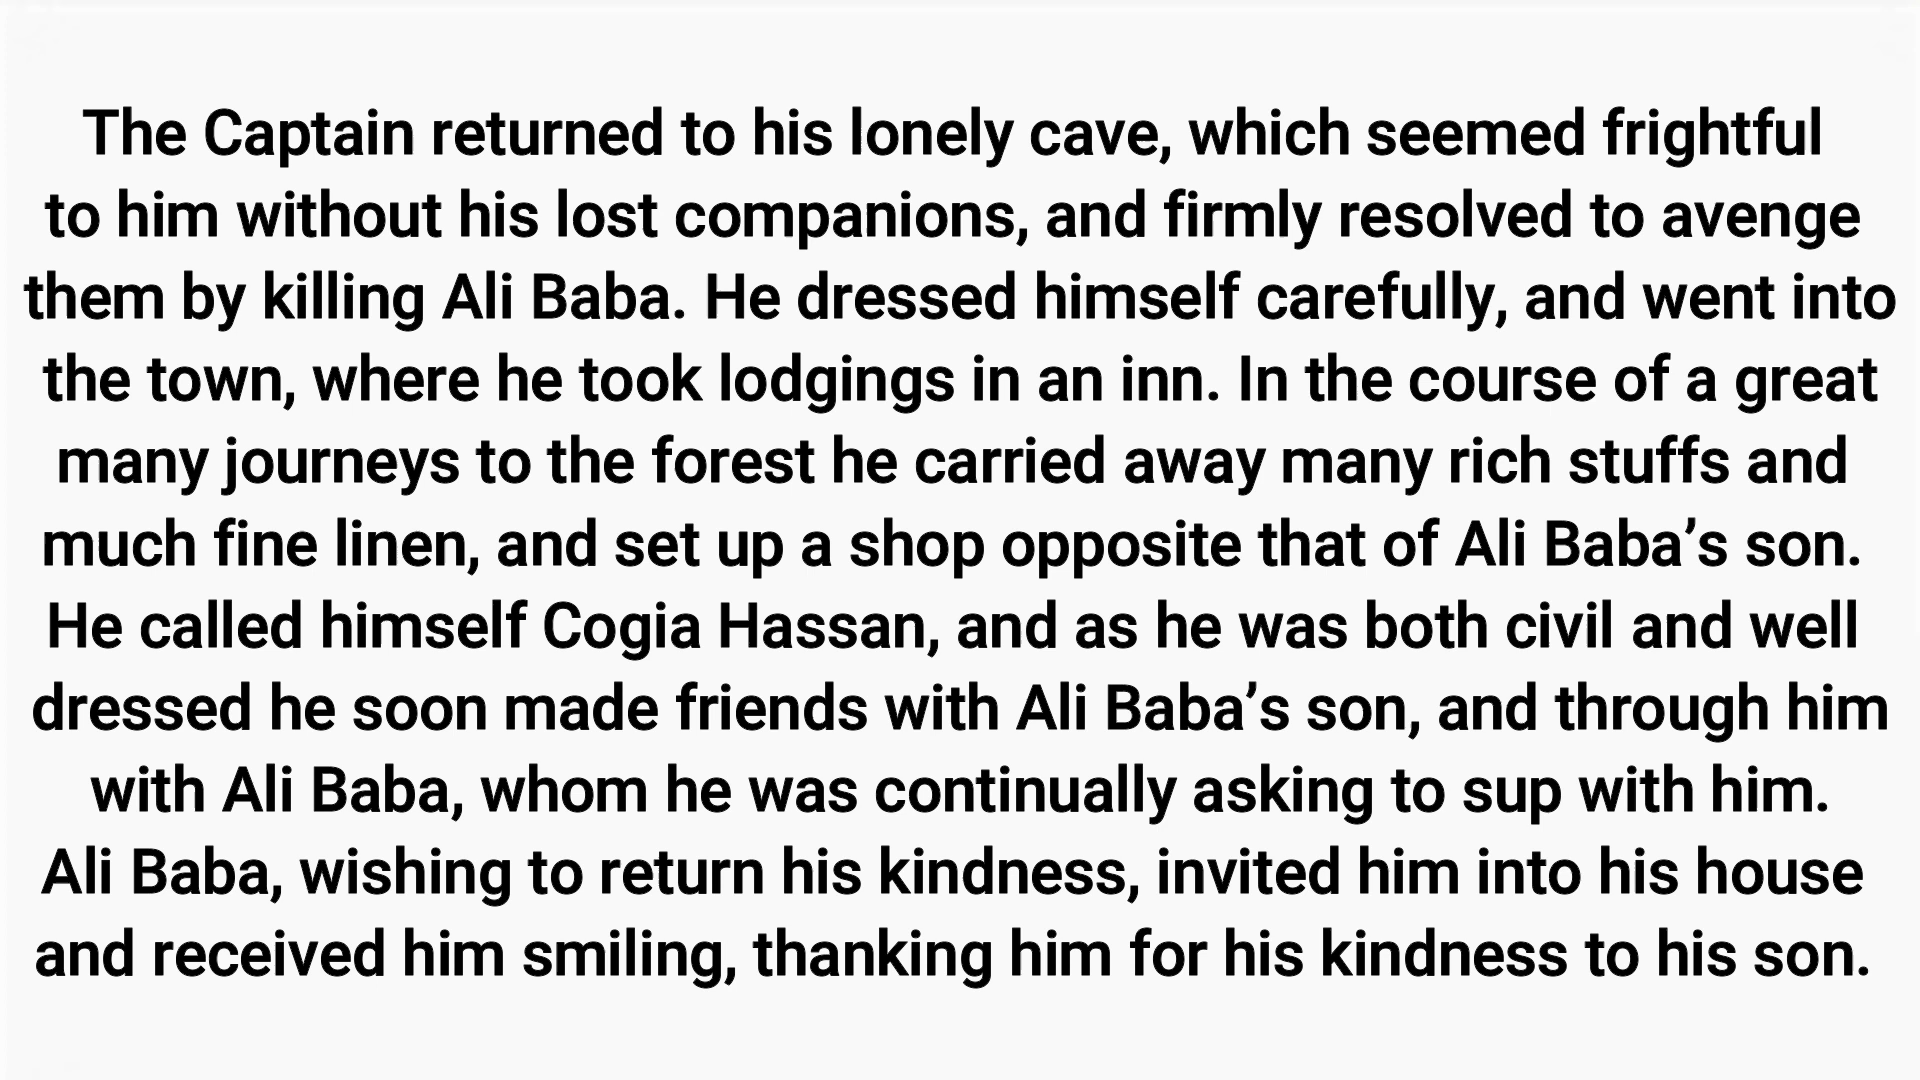 The Captain returned to his lonely cave, which seemed frightful
to him without his lost companions, and firmly resolved to avenge
them by killing Ali Baba. He dressed himself carefully, and went into
the town, where he took lodgings in an inn. In the course of a great
many journeys to the forest he carried away many rich stuffs and
much fine linen, and set up a shop opposite that of Ali Baba’s son.
He called himself Cogia Hassan, and as he was both civil and well
dressed he soon made friends with Ali Baba’s son, and through him
with Ali Baba, whom he was continually asking to sup with him.
Ali Baba, wishing to return his kindness, invited him into his house
and received him smiling, thanking him for his kindness to his son.